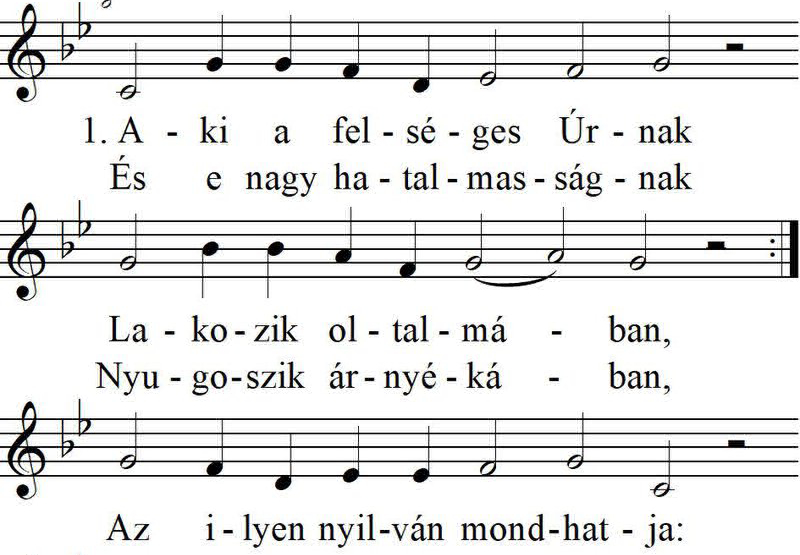 1. A - ki a fel - sé - ges Úr - nak
És e nagy ha - tal - mas - ság - nak
La - ko - zik ol - tal - má - ban,
Nyu - go - szik ár - nyé - ká - ban,
Az i - lyen nyil - ván mond - hat - ja: